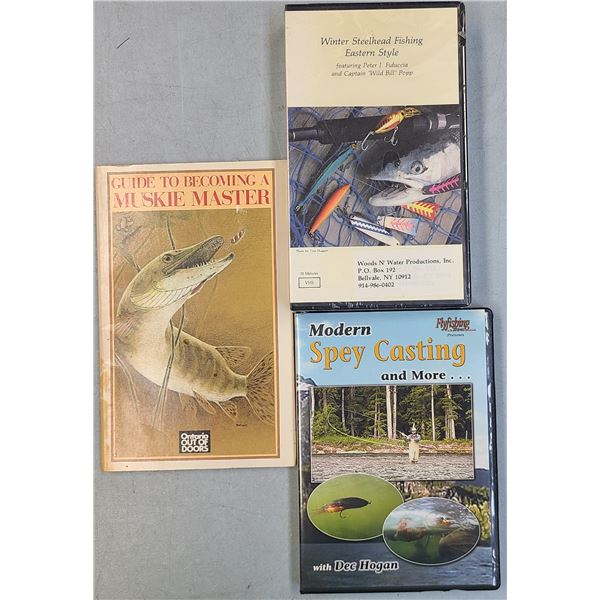 GUIDE TO BECOMING A
MUSKIE MASTER
Ontario
OUT OF
DOORS
Winter Steelhead Fishing
Eastern Style
featuring Peter J. Fiduccia
and Captain "Wild Bill" Popp
Woods N' Water Productions, Inc.
P.O. Box 192
Bellvale, NY 10912
914-986-0402
VHS
Flyfishing
Presents
Modern
Spey Casting
and More . . .
with Dec Hogan